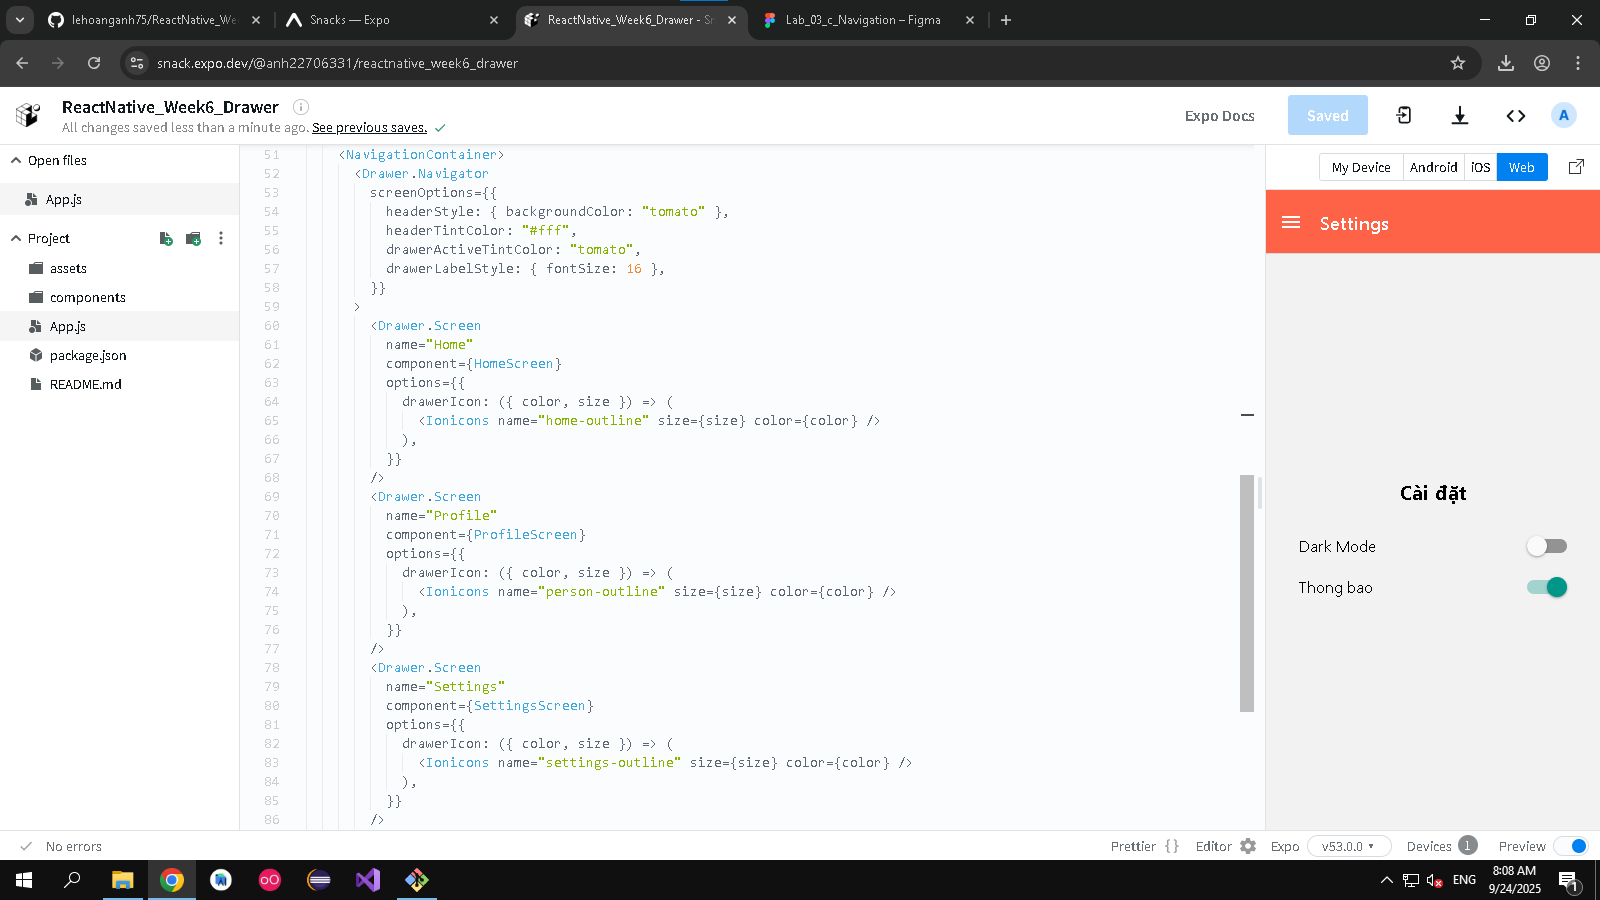 lehoanganh75/ReactNative_We
Snacks — Expo
ReactNative_Week6_Drawer - Sn
Lab_03_c_Navigation – Figma
snack.expo.dev/@anh22706331/reactnative_week6_drawer
ReactNative_Week6_Drawer
All changes saved less than a minute ago. See previous saves.
Expo Docs
Saved
A
Open files
App.js
Project
assets
components
App.js
package.json
README.md
51 <NavigationContainer>
52 <Drawer.Navigator
53 screenOptions={{
54 headerStyle: { backgroundColor: "tomato" },
55 headerTintColor: "#fff",
56 drawerActiveTintColor: "tomato",
57 drawerLabelStyle: { fontSize: 16 },
58 }}
59 >
60 <Drawer.Screen
61 name="Home"
62 component={HomeScreen}
63 options={{
64 drawerIcon: ({ color, size }) => (
65 <Ionicons name="home-outline" size={size} color={color} />
66 ),
67 }}
68 />
69 <Drawer.Screen
70 name="Profile"
71 component={ProfileScreen}
72 options={{
73 drawerIcon: ({ color, size }) => (
74 <Ionicons name="person-outline" size={size} color={color} />
75 ),
76 }}
77 />
78 <Drawer.Screen
79 name="Settings"
80 component={SettingsScreen}
81 options={{
82 drawerIcon: ({ color, size }) => (
83 <Ionicons name="settings-outline" size={size} color={color} />
84 ),
85 }}
86 />
My Device
Android
iOS
Web
Settings
Cài đặt
Dark Mode
Thong bao
No errors
Prettier { }
Editor
Expo
v53.0.0
Devices 1
Preview
ENG
8:08 AM
9/24/2025
1